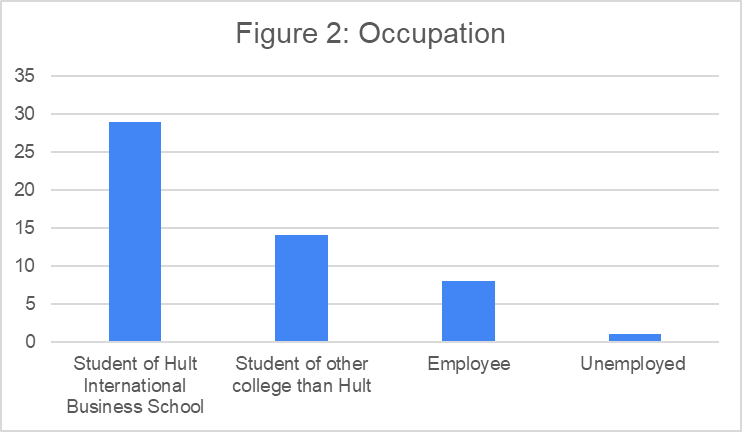 Figure 2: Occupation
35
30
25
20
15
10
5
0
Student of Hult
International
Business School
Student of other
college than Hult
Employee
Unemployed